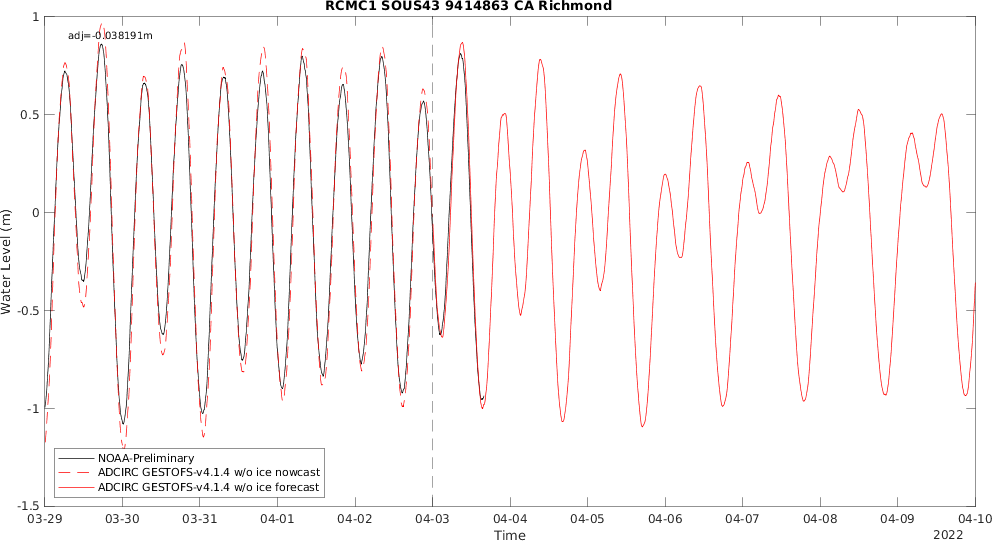 RCMC1 SOUS43 9414863 CA Richmond
adj=-0.038191m
1
0.5
0
-0.5
-1
-1.5
Water Level (m)
NOAA-Preliminary
ADCIRC GESTOFS-v4.1.4 w/o ice nowcast
ADCIRC GESTOFS-v4.1.4 w/o ice forecast
03-29 03-30 03-31 04-01 04-02 04-03 04-04 04-05 04-06 04-07 04-08 04-09 04-10
Time
2022